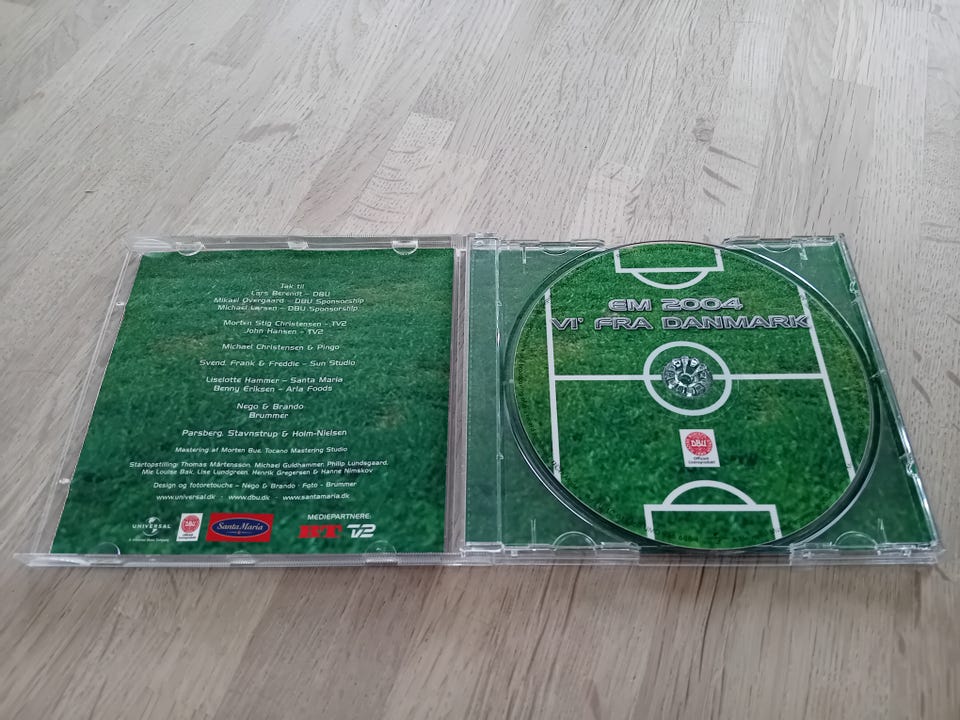 Tak til
Lars Berendt - DBU
Mikael Overgaard - DBU Sponsorship
Michael Larsen - DBU Sponsorship
Morten Stig Christensen - TV2
John Hansen - TV2
Michael Christensen & Pingo
Svend, Frank & Freddie - Sun Studio
Liselotte Hammer - Santa Maria
Benny Eriksen - Arla Foods
Nego & Brando
Brummer
Parsberg, Stavnstrup & Holm-Nielsen
Mastering af Morten Bue, Tocano Mastering Studio
Startopstilling: Thomas Mårtensson, Michael Guldhammer, Philip Lundsgaard,
Mie Louise Bak, Lise Lundgreen, Henrik Gregersen & Hanne Nimskov
Design og fotoretouche - Nego & Brando · Foto - Brummer
www.universal.dk · www.dbu.dk · www.santamaria.dk
UNIVERSAL
Santa Maria
MEDIEPARTNERE:
BT TV2
EM 2004
VI' FRA DANMARK
DBU
Officielt
Licensprodukt